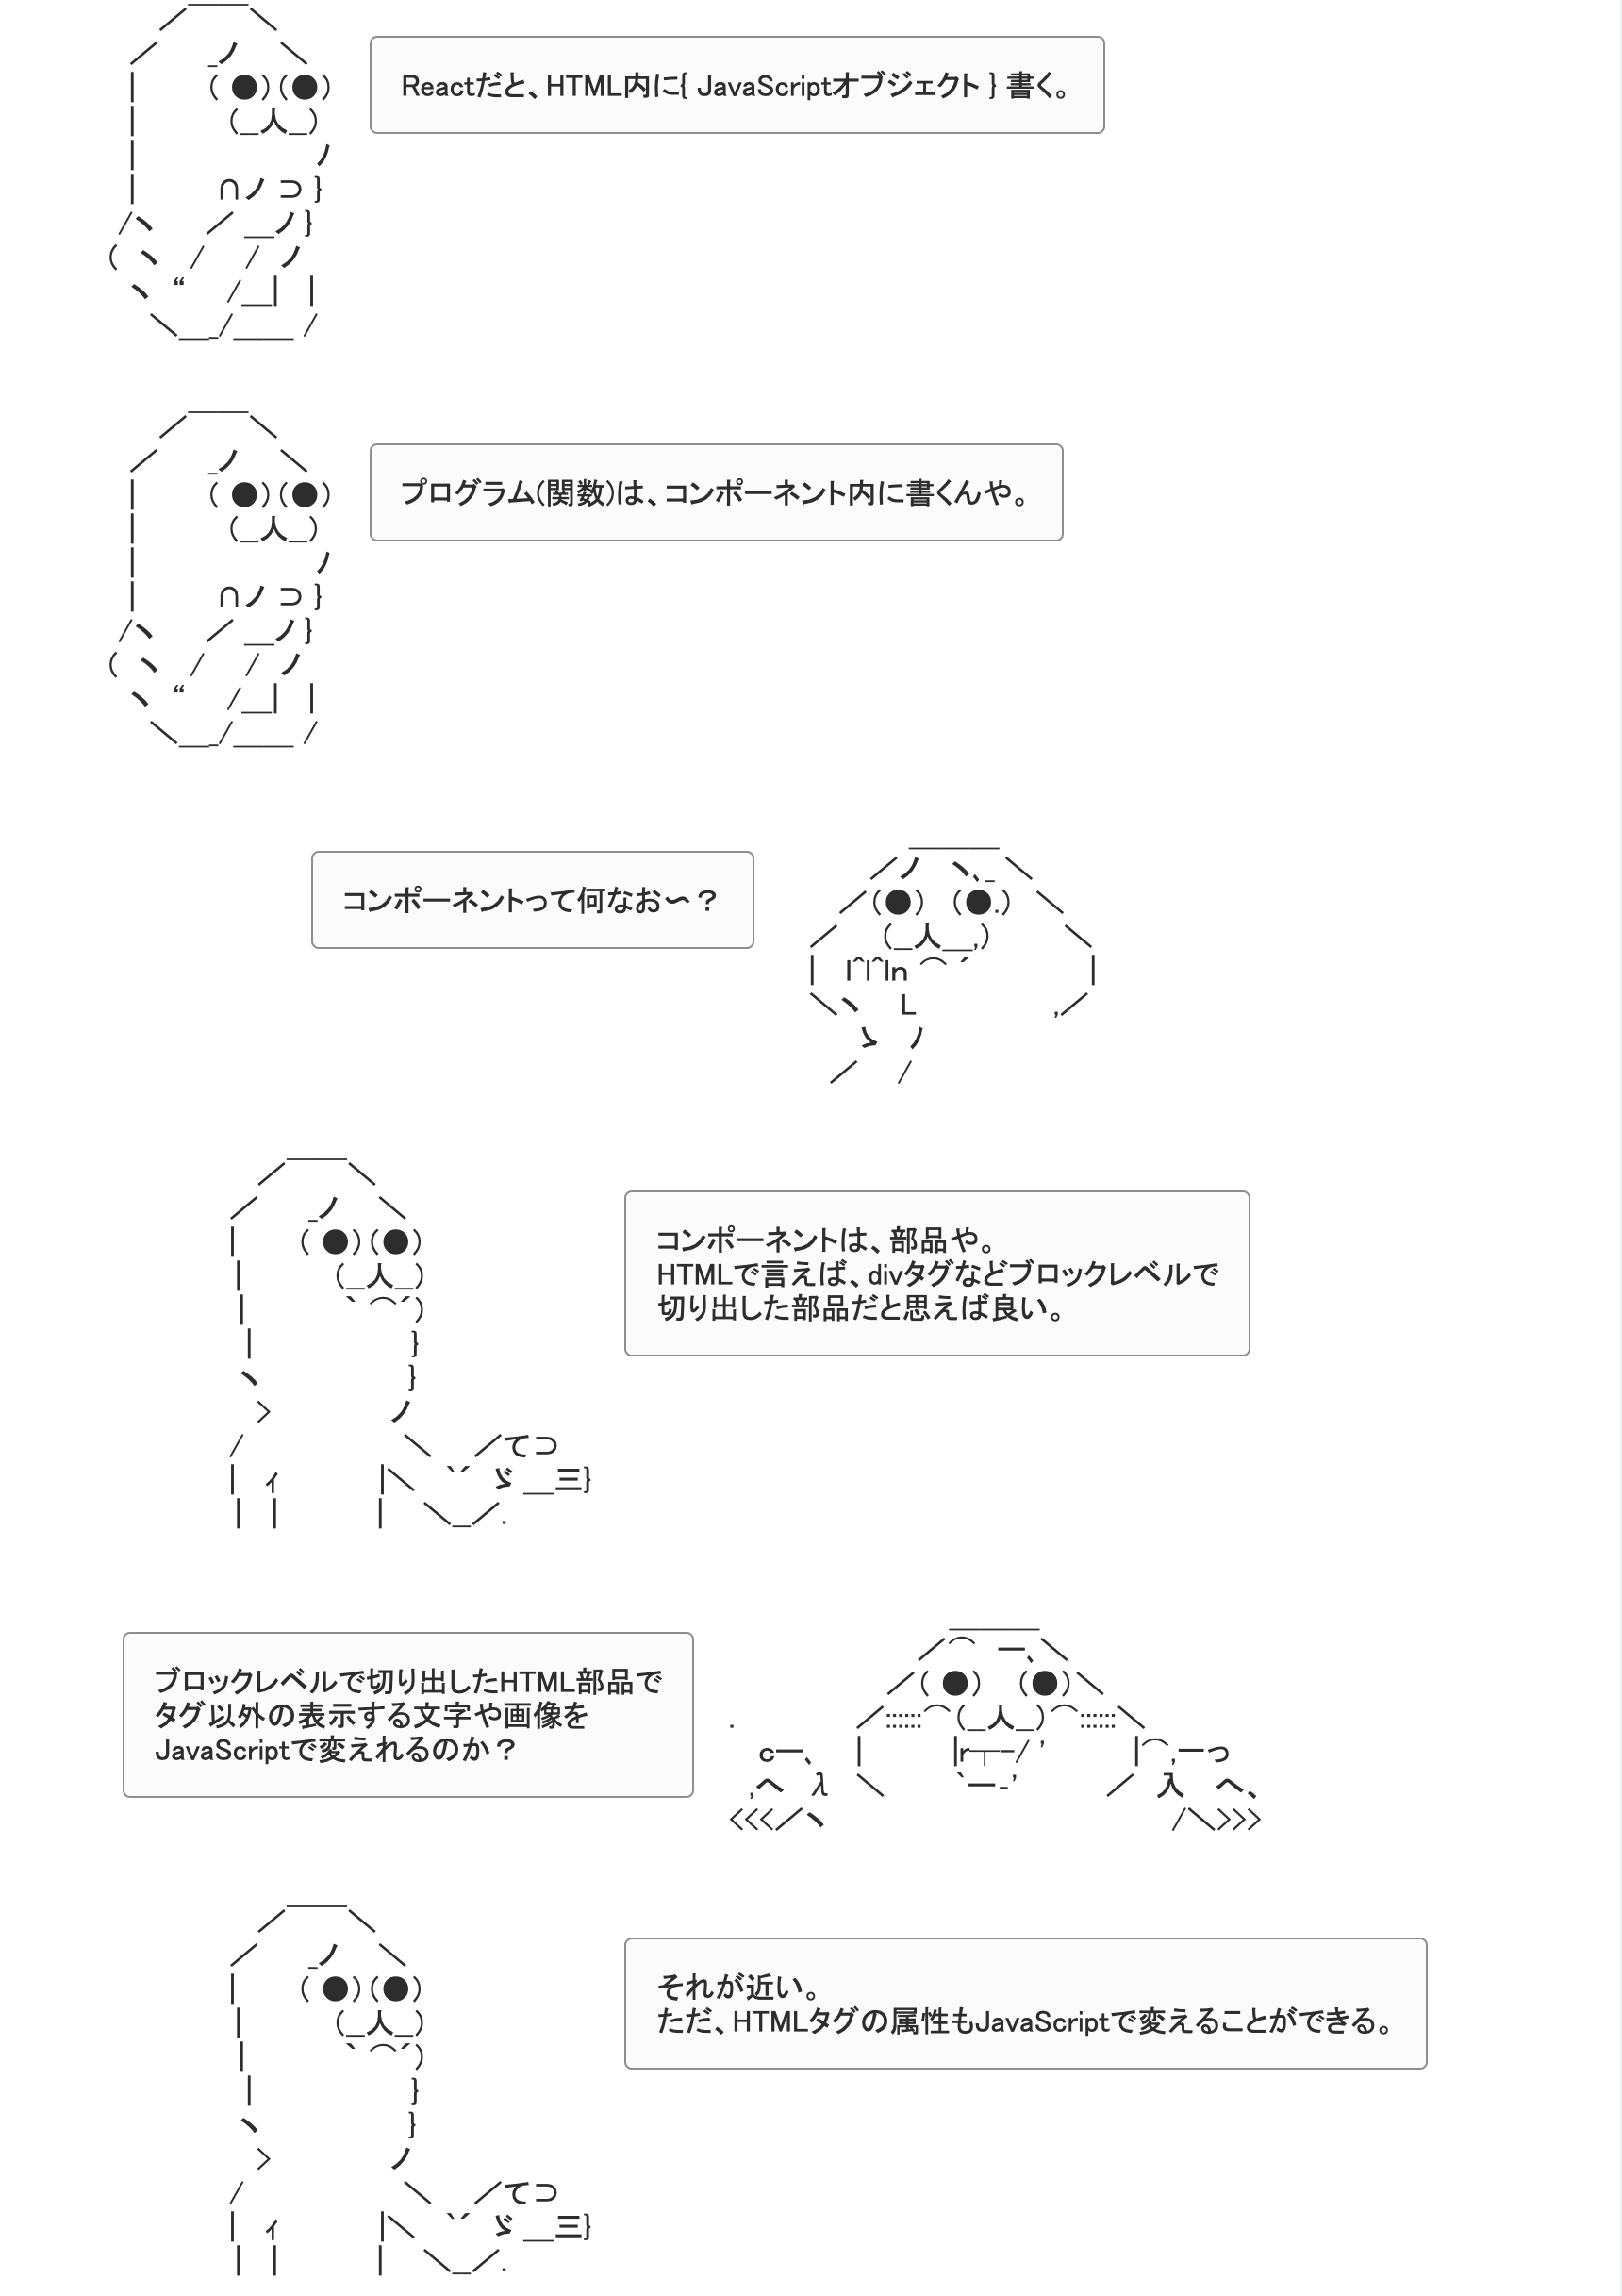 Reactだと、HTML内に{ JavaScriptオブジェクト } 書く。
プログラム(関数)は、コンポーネント内に書くんや。
コンポーネントって何なお〜？
コンポーネントは、部品や。
HTMLで言えば、divタグなどブロックレベルで
切り出した部品だと思えば良い。
ブロックレベルで切り出したHTML部品で
タグ以外の表示する文字や画像を
JavaScriptで変えれるのか？
それが近い。
ただ、HTMLタグの属性もJavaScriptで変えることができる。